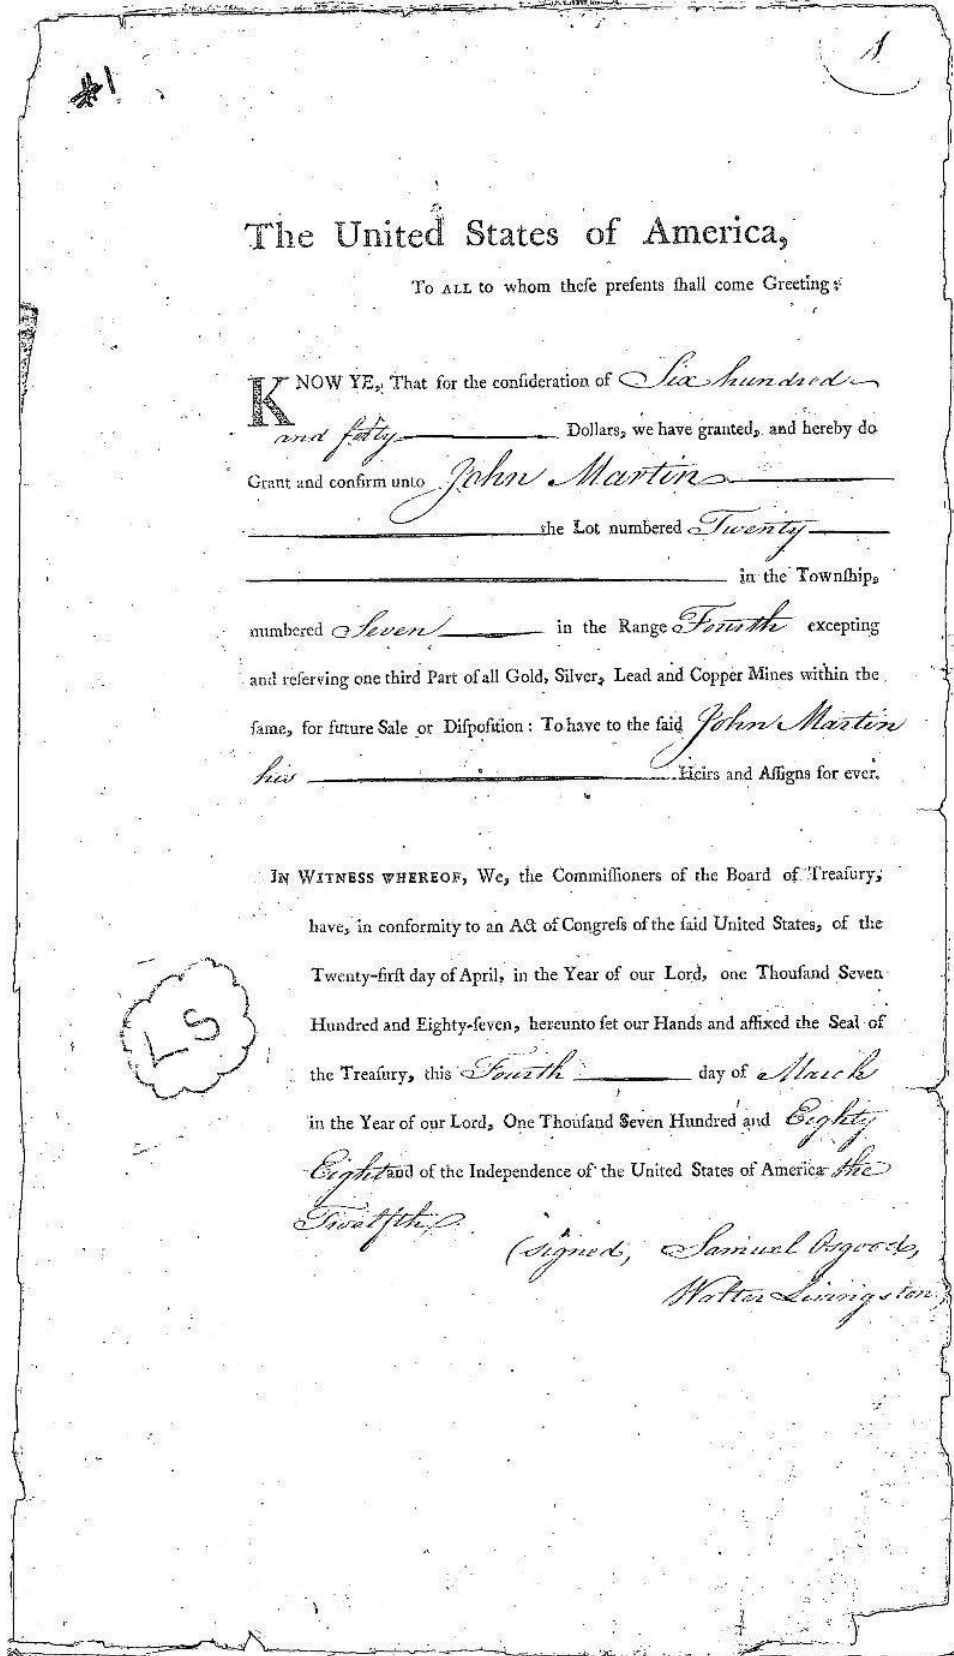 #1
1
The United States of America,
To ALL to whom theſe preſents ſhall come Greeting:
KNOW YE, That for the conſideration of Six hundred
and forty Dollars, we have granted, and hereby do
Grant and confirm unto John Martin
the Lot numbered Twenty
in the Townſhip,
numbered Seven in the Range Fourth excepting
and reſerving one third Part of all Gold, Silver, Lead and Copper Mines within the
ſame, for future Sale or Diſpoſition: To have to the ſaid John Martin
his Heirs and Aſſigns for ever.
IN WITNESS WHEREOF, We, the Commiſſioners of the Board of Treaſury,
have, in conformity to an Act of Congreſs of the ſaid United States, of the
Twenty-firſt day of April, in the Year of our Lord, one Thouſand Seven
Hundred and Eighty-ſeven, hereunto ſet our Hands and affixed the Seal of
L S
the Treaſury, this Fourth day of March
in the Year of our Lord, One Thouſand Seven Hundred and Eighty
Eight and of the Independence of the United States of America the
Twelfth.
(signed, Samuel Osgood,
Walter Livingston,